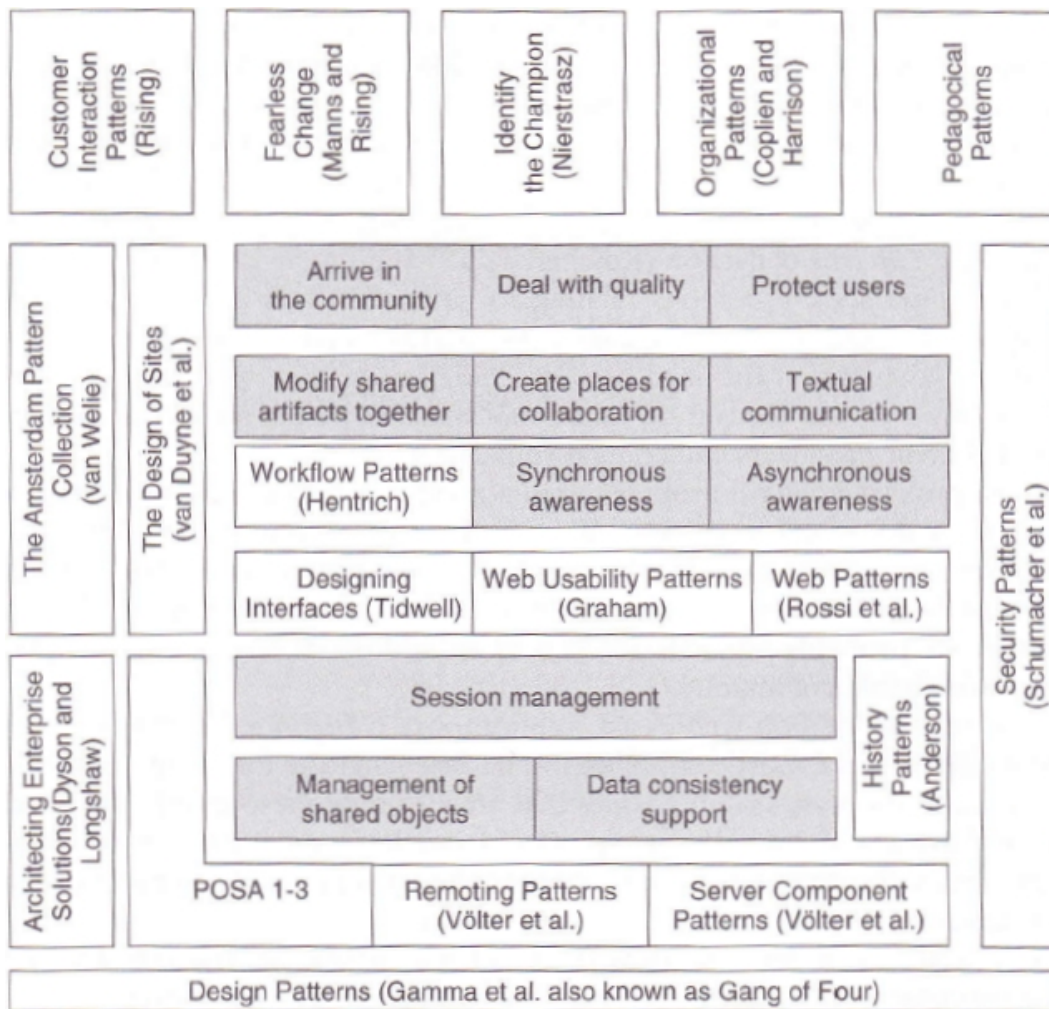 Customer
Interaction
Patterns
(Rising)
Fearless
Change
(Manns and
Rising)
Identify
the Champion
(Nierstrasz)
Organizational
Patterns
(Coplien and
Harrison)
Pedagocical
Patterns
The Amsterdam Pattern
Collection
(van Welie)
The Design of Sites
(van Duyne et al.)
Arrive in
the community
Deal with quality
Protect users
Modify shared
artifacts together
Create places for
collaboration
Textual
communication
Workflow Patterns
(Hentrich)
Synchronous
awareness
Asynchronous
awareness
Designing
Interfaces (Tidwell)
Web Usability Patterns
(Graham)
Web Patterns
(Rossi et al.)
Security Patterns
(Schumacher et al.)
Architecting Enterprise
Solutions(Dyson and
Longshaw)
Session management
History
Patterns
(Anderson)
Management of
shared objects
Data consistency
support
POSA 1-3
Remoting Patterns
(Völter et al.)
Server Component
Patterns (Völter et al.)
Design Patterns (Gamma et al. also known as Gang of Four)